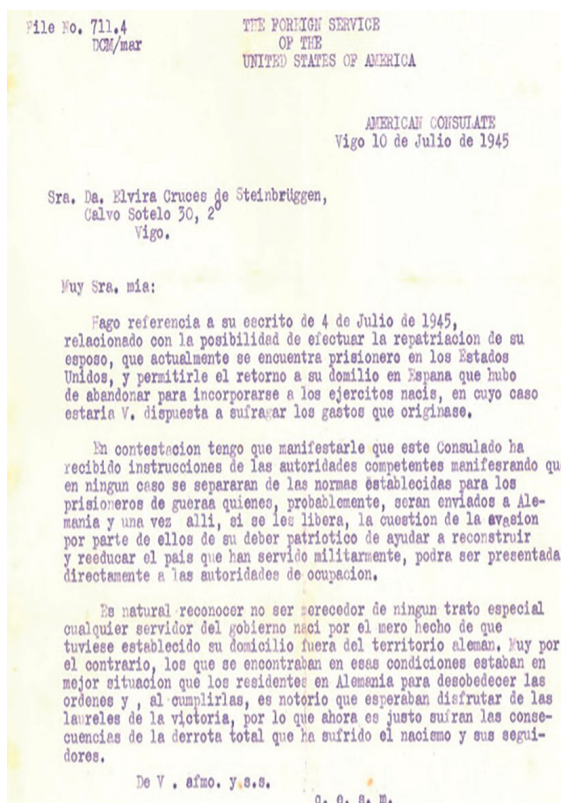 File No. 711.4
DCM/mar
THE FOREIGN SERVICE
OF THE
UNITED STATES OF AMERICA
AMERICAN CONSULATE
Vigo 10 de Julio de 1945
Sra. Da. Elvira Cruces de Steinbrüggen,
Calvo Sotelo 30, 2º
Vigo.
Muy Sra. mia:
Hago referencia a su escrito de 4 de Julio de 1945,
relacionado con la posibilidad de efectuar la repatriacion de su
esposo, que actualmente se encuentra prisionero en los Estados
Unidos, y permitirle el retorno a su domilio en Espana que hubo
de abandonar para incorporarse a los ejercitos nacis, en cuyo caso
estaria V. dispuesta a sufragar los gastos que originase.
En contestacion tengo que manifestarle que este Consulado ha
recibido instrucciones de las autoridades competentes manifesrando que
en ningun caso se separaran de las normas establecidas para los
prisioneros de gueraa quienes, probablemente, seran enviados a Ale-
mania y una vez alli, si se les libera, la cuestion de la evasion
por parte de ellos de su deber patriotico de ayudar a reconstruir
y reeducar el pais que han servido militarmente, podra ser presentada
directamente a las autoridades de ocupacion.
Es natural reconocer no ser merecedor de ningun trato especial
cualquier servidor del gobierno naci por el mero hecho de que
tuviese establecido su domicilio fuera del territorio aleman. Muy por
el contrario, los que se encontraban en esas condiciones estaban en
mejor situacion que los residentes en Alemania para desobedecer las
ordenes y , al cumplirlas, es notorio que esperaban disfrutar de las
laureles de la victoria, por lo que ahora es justo sufran las conse-
cuencias de la derrota total que ha sufrido el nacismo y sus segui-
dores.
De V . afmo. y.s.s.
q. e. s. m.